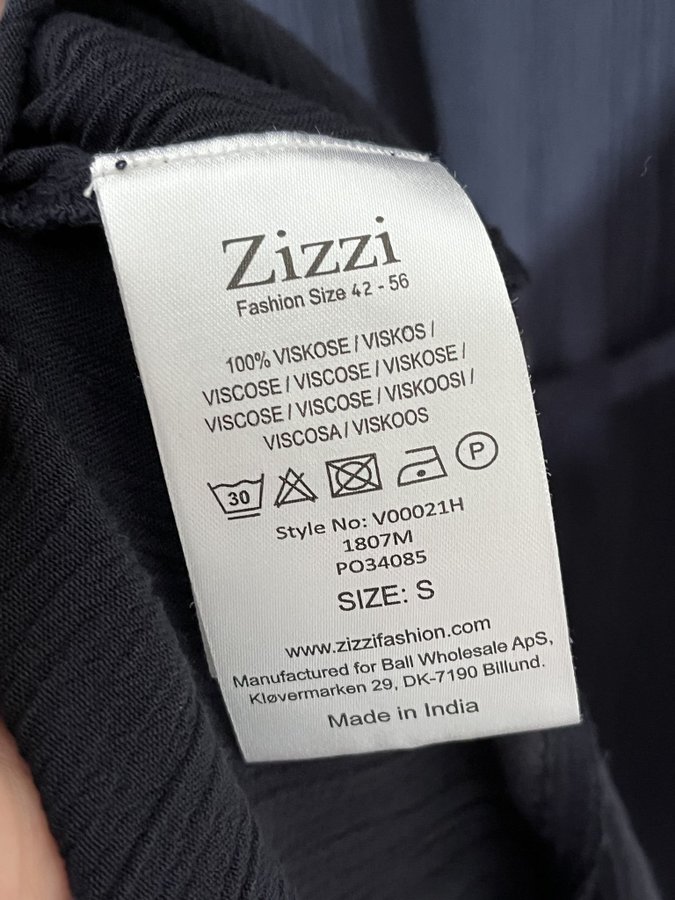 Zizzi
Fashion Size 42 - 56
100% VISKOSE / VISKOS /
VISCOSE / VISCOSE / VISKOSE /
VISCOSE / VISCOSE / VISKOOSI /
VISCOSA / VISKOOS
30
P
Style No: V00021H
1807M
PO34085
SIZE: S
www.zizzifashion.com
Manufactured for Ball Wholesale ApS,
Kløvermarken 29, DK-7190 Billund.
Made in India